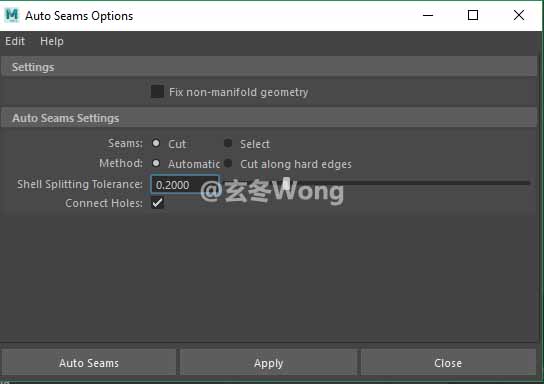 Auto Seams Options
Edit Help
Settings
Fix non-manifold geometry
Auto Seams Settings
Seams: Cut Select
Method: Automatic Cut along hard edges
Shell Splitting Tolerance: 0.2000
@玄冬Wong
Connect Holes:
Auto Seams Apply Close